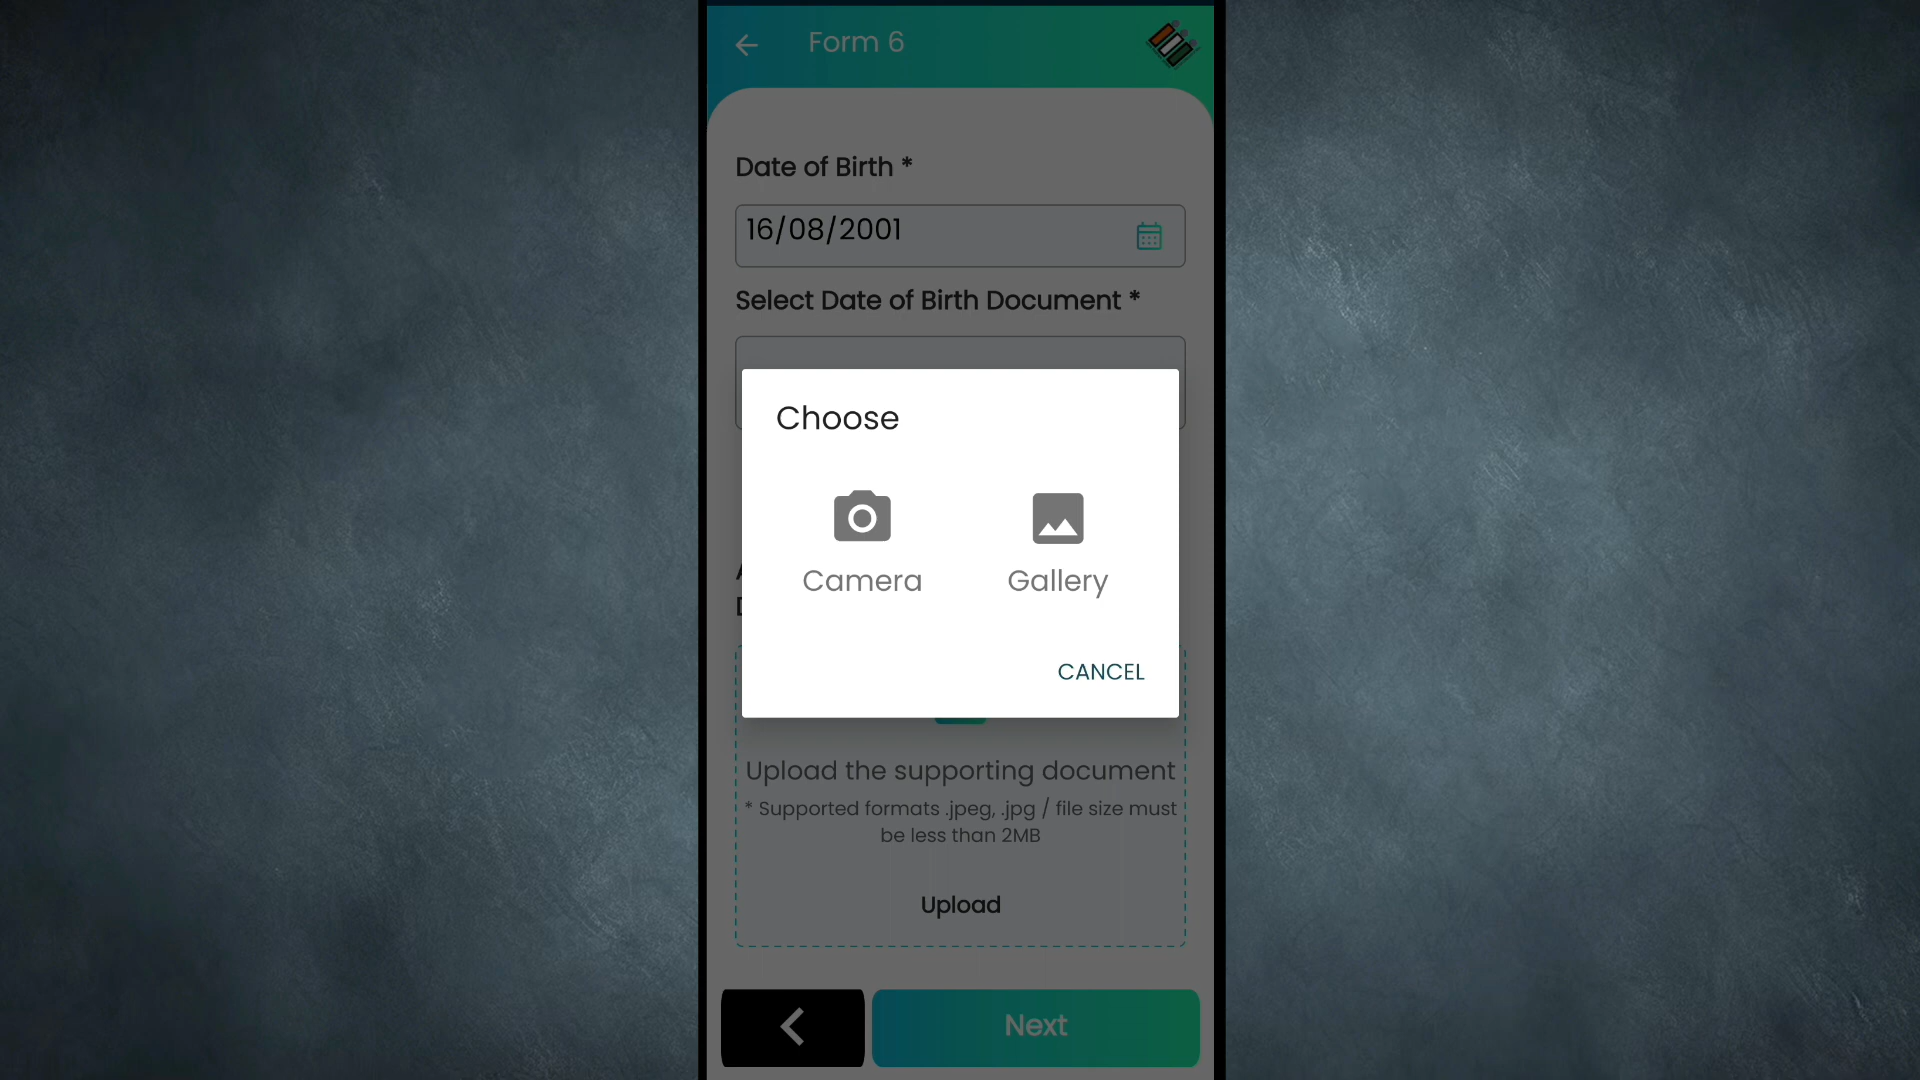 Form 6
Date of Birth *
16/08/2001
Select Date of Birth Document *
Choose
Camera
Gallery
CANCEL
Upload the supporting document
* Supported formats .jpeg, .jpg / file size must
be less than 2MB
Upload
Next